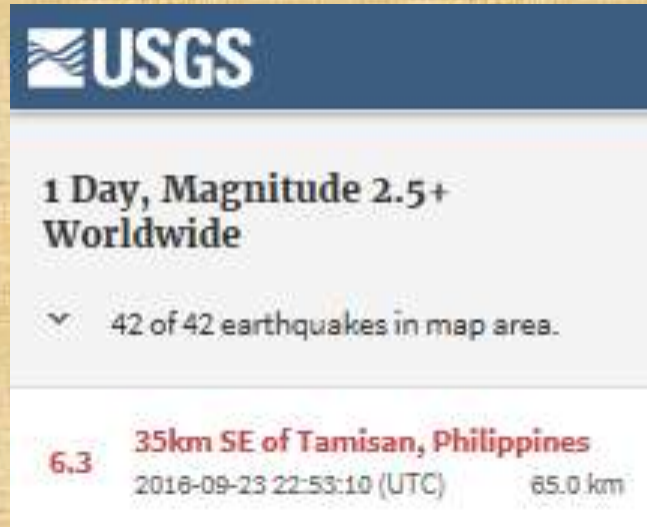 USGS
1 Day, Magnitude 2.5+
Worldwide
42 of 42 earthquakes in map area.
6.3 35km SE of Tamisan, Philippines
2016-09-23 22:53:10 (UTC) 65.0 km